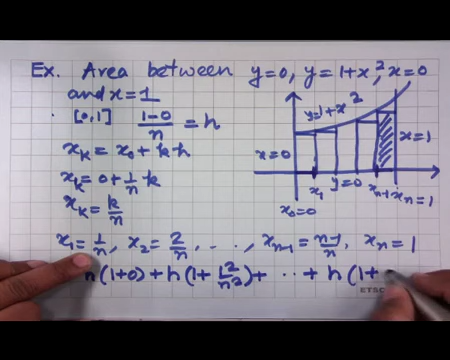 Ex. Area between y=0, y=1+x², x=0
and x=1
[0,1] (1-0)/n = h
x_k = x_0 + k·h
x_k = 0 + 1/n·k
x_k = k/n
y=1+x²
x=0
x=1
y=0
x_1
x_{n-1}
x_n=1
x_0=0
x_1 = 1/n, x_2 = 2/n, . . . , x_{n-1} = (n-1)/n, x_n = 1
h(1+0) + h(1+1²/n²) + ··· + h(1+